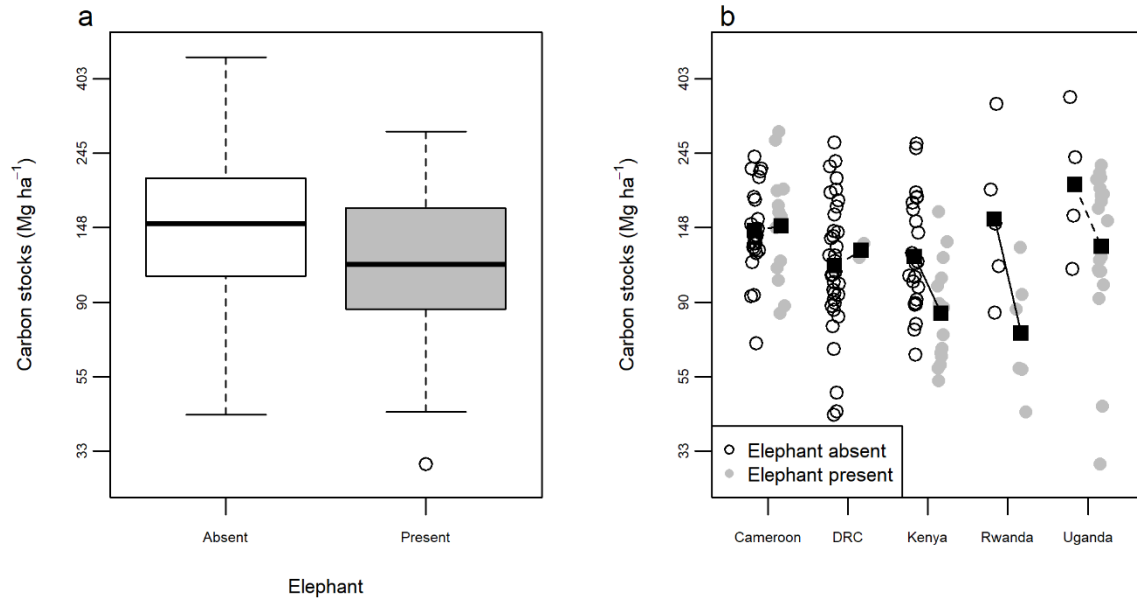 a
Carbon stocks (Mg ha⁻¹)
403
245
148
90
55
33
Absent
Present
Elephant
b
Carbon stocks (Mg ha⁻¹)
403
245
148
90
55
33
Elephant absent
Elephant present
Cameroon
DRC
Kenya
Rwanda
Uganda